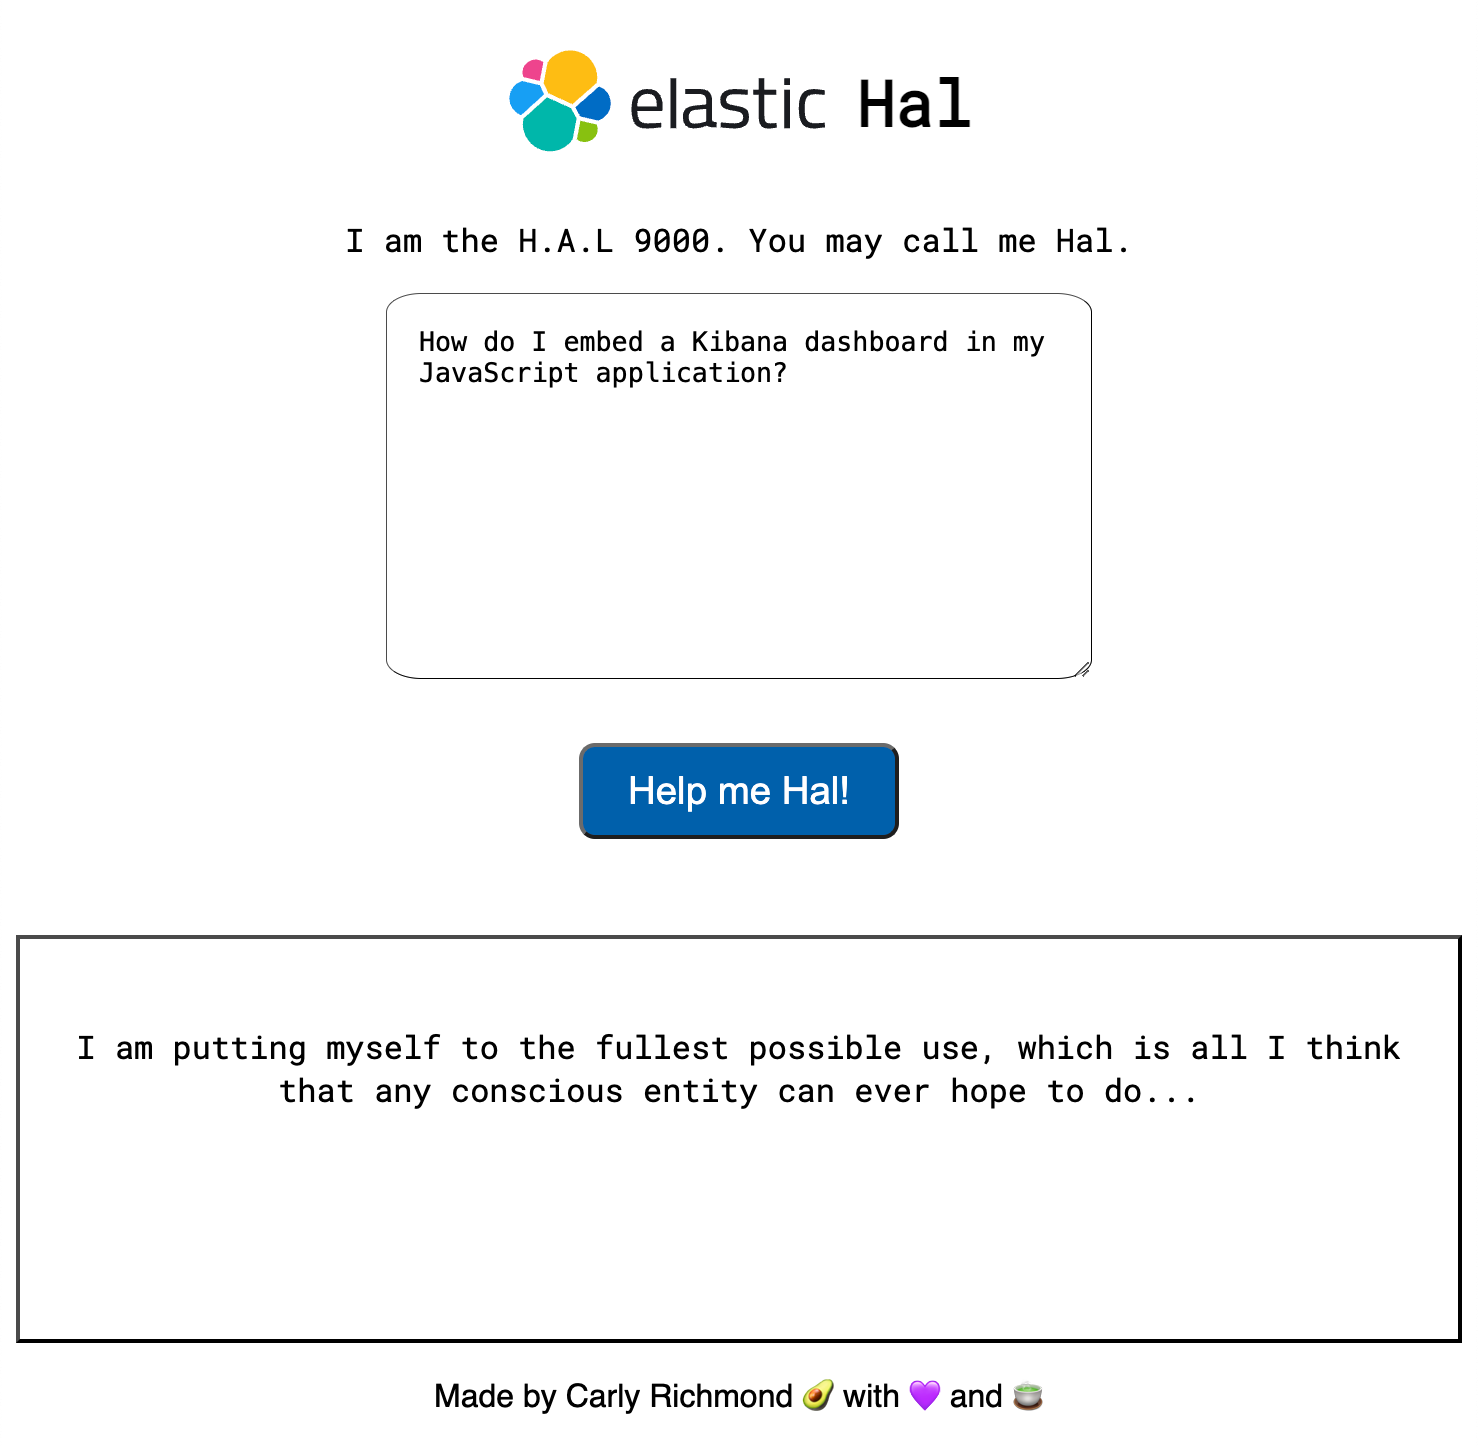 elastic Hal
I am the H.A.L 9000. You may call me Hal.
How do I embed a Kibana dashboard in my
JavaScript application?
Help me Hal!
I am putting myself to the fullest possible use, which is all I think
that any conscious entity can ever hope to do...
Made by Carly Richmond 🥑 with 💜 and 🍵